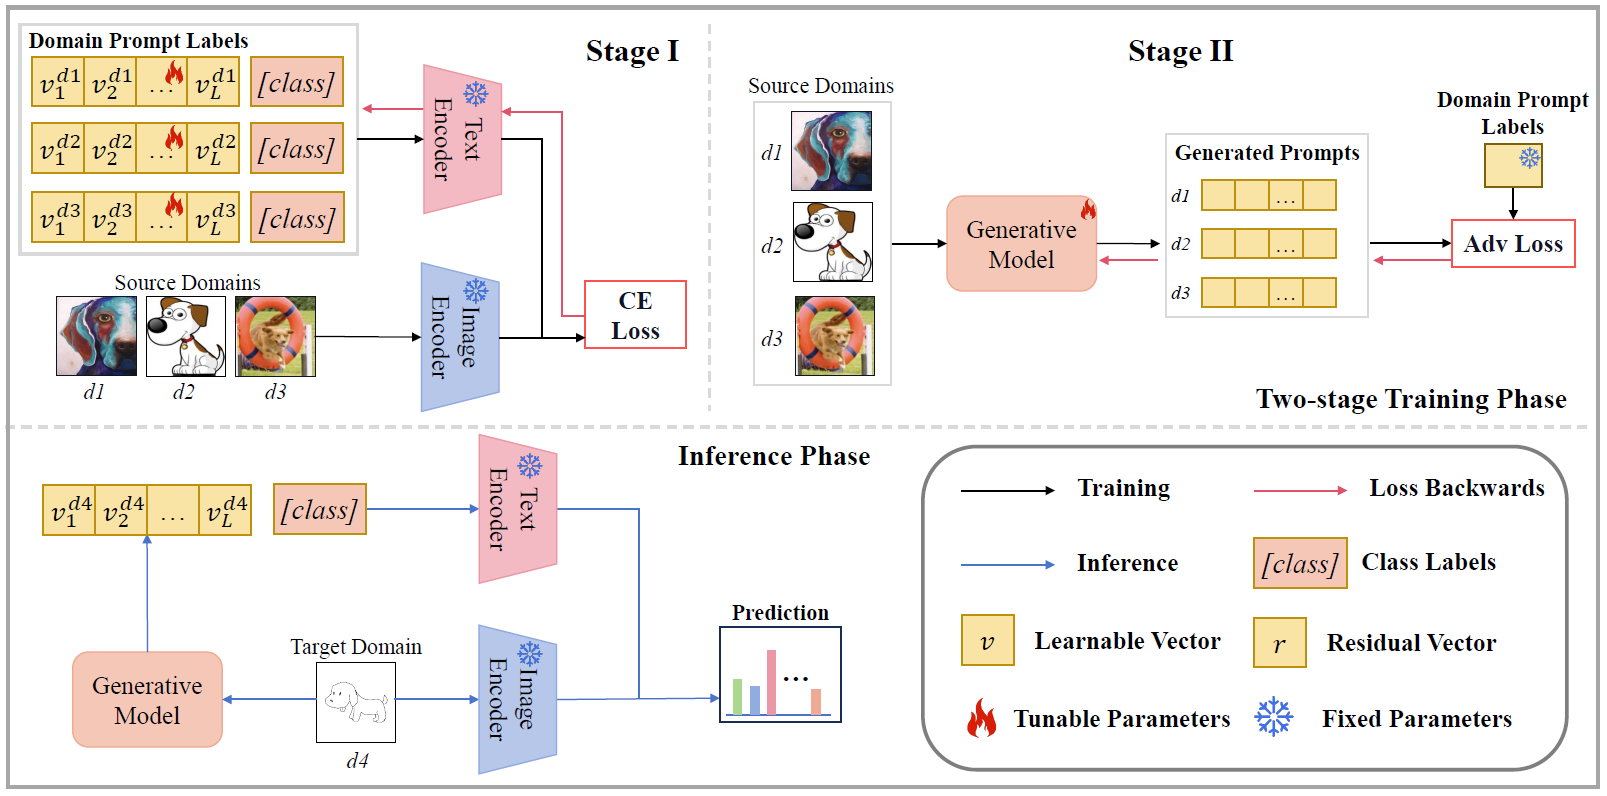 Domain Prompt Labels
v_1^{d1} v_2^{d1} ... v_L^{d1} [class]
v_1^{d2} v_2^{d2} ... v_L^{d2} [class]
v_1^{d3} v_2^{d3} ... v_L^{d3} [class]
Text
Encoder
Stage I
Source Domains
d1 d2 d3
Image
Encoder
CE
Loss
Stage II
Source Domains
d1
d2
d3
Generative
Model
Generated Prompts
d1 ...
d2 ...
d3 ...
Domain Prompt
Labels
Adv Loss
Two-stage Training Phase
Inference Phase
v_1^{d4} v_2^{d4} ... v_L^{d4} [class]
Text
Encoder
Generative
Model
Target Domain
d4
Image
Encoder
Prediction
...
Training
Loss Backwards
Inference
[class] Class Labels
v Learnable Vector
r Residual Vector
Tunable Parameters
Fixed Parameters